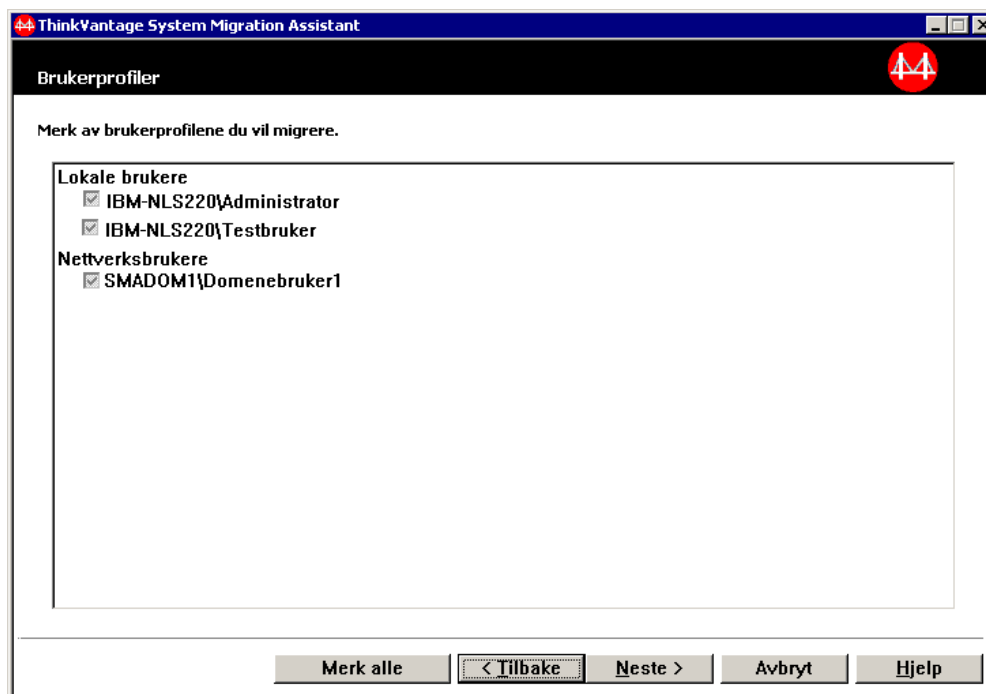 ThinkVantage System Migration Assistant
Brukerprofiler
Merk av brukerprofilene du vil migrere.
Lokale brukere
IBM-NLS220\Administrator
IBM-NLS220\Testbruker
Nettverksbrukere
SMADOM1\Domenebruker1
Merk alle
< Tilbake
Neste >
Avbryt
Hjelp